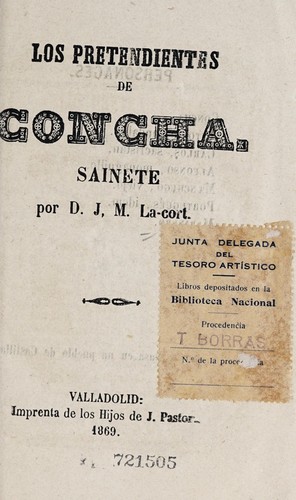 LOS PRETENDIENTES
DE
CONCHA.
SAINETE
por D. J, M. La-cort.
JUNTA DELEGADA
DEL
TESORO ARTÍSTICO
Libros depositados en la
Biblioteca Nacional
Procedencia
T BORRAS
N.º de la procedencia
VALLADOLID:
Imprenta de los Hijos de J. Pastor.
1869.
721505